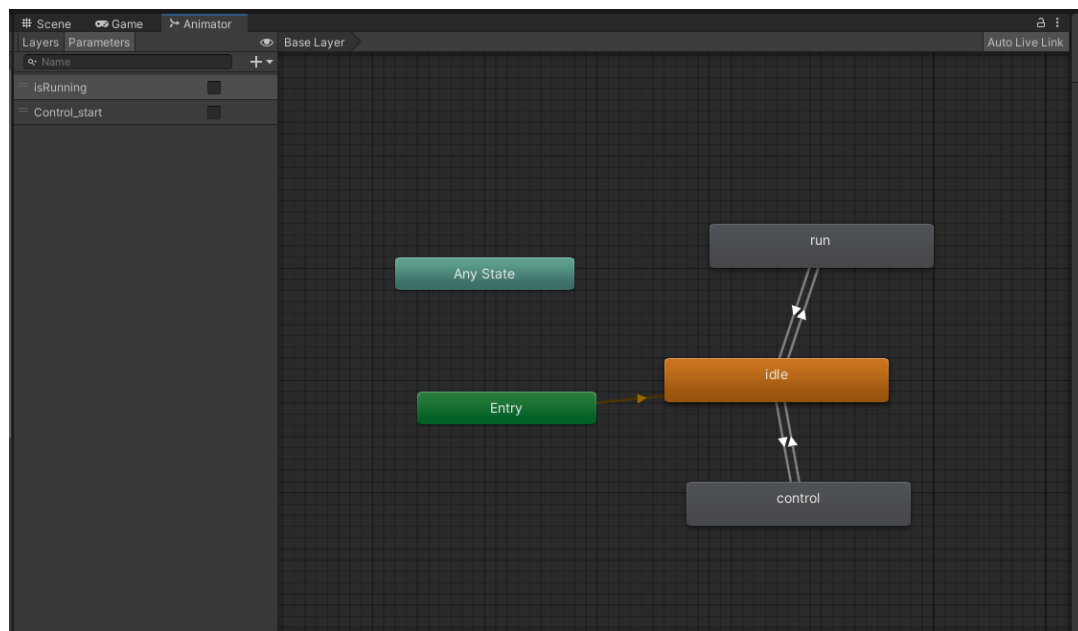 Scene Game Animator
Layers Parameters Base Layer Auto Live Link
Name
isRunning
Control_start
run
Any State
idle
Entry
control